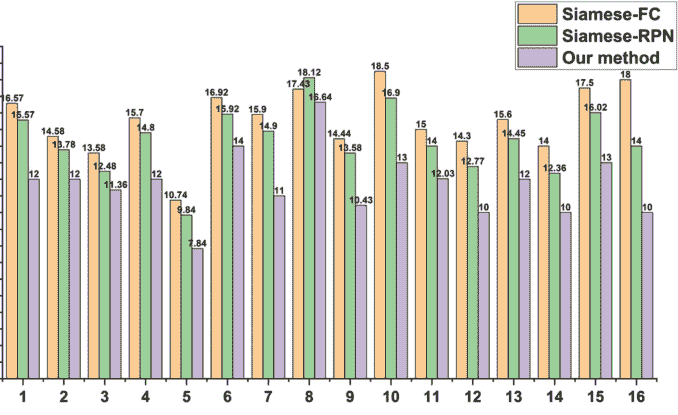 Siamese-FC
Siamese-RPN
Our method
16.57 15.57 12
14.58 13.78 12
13.58 12.48 11.36
15.7 14.8 12
10.74 9.84 7.84
16.92 15.92 14
15.9 14.9 11
17.43 18.12 16.64
14.44 13.58 10.43
18.5 16.9 13
15 14 12.03
14.3 12.77 10
15.6 14.45 12
14 12.36 10
17.5 16.02 13
18 14 10
1 2 3 4 5 6 7 8 9 10 11 12 13 14 15 16